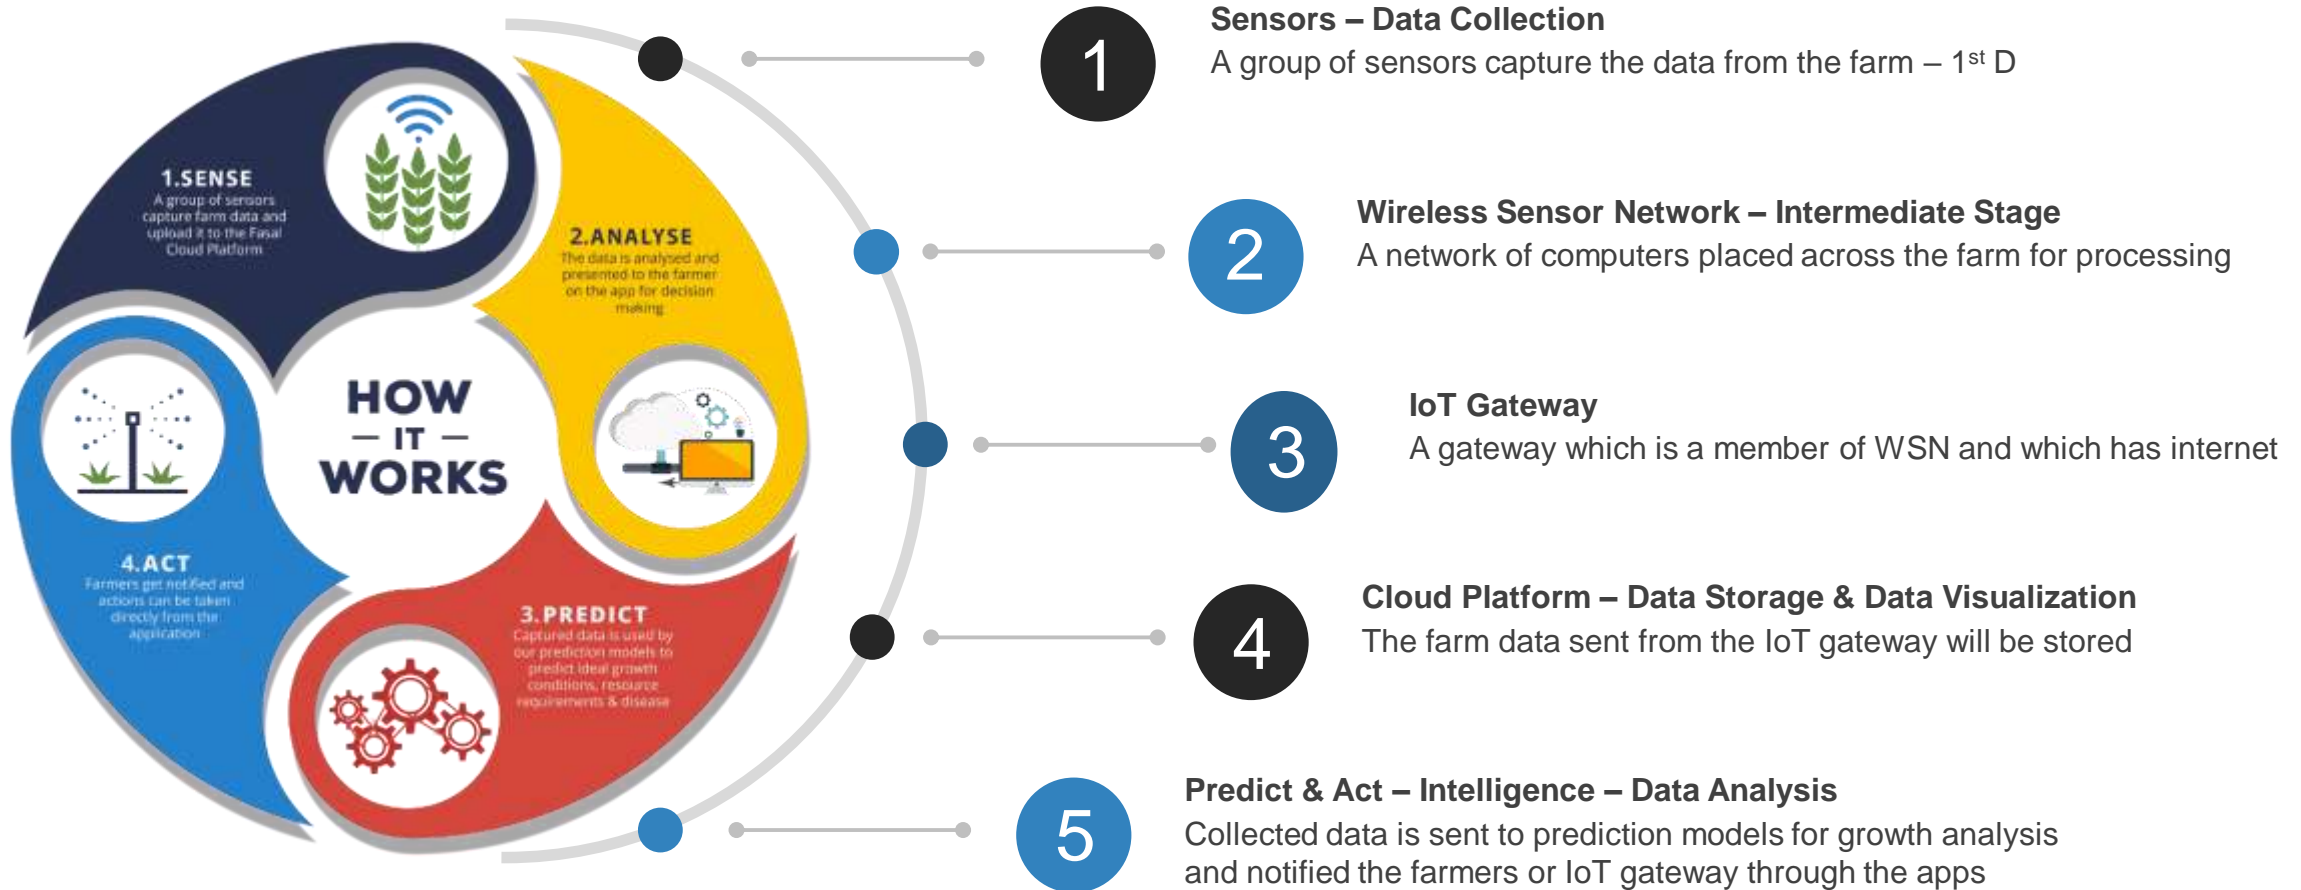 1.SENSE
A group of sensors
capture farm data and
upload it to the Fasal
Cloud Platform
2.ANALYSE
The data is analysed and
presented to the farmer
on the app for decision
making
HOW
— IT —
WORKS
3.PREDICT
Captured data is used by
our prediction models to
predict ideal growth
conditions, resource
requirements & disease
4.ACT
Farmers get notified and
actions can be taken
directly from the
application
1
Sensors – Data Collection
A group of sensors capture the data from the farm – 1st D
2
Wireless Sensor Network – Intermediate Stage
A network of computers placed across the farm for processing
3
IoT Gateway
A gateway which is a member of WSN and which has internet
4
Cloud Platform – Data Storage & Data Visualization
The farm data sent from the IoT gateway will be stored
5
Predict & Act – Intelligence – Data Analysis
Collected data is sent to prediction models for growth analysis
and notified the farmers or IoT gateway through the apps